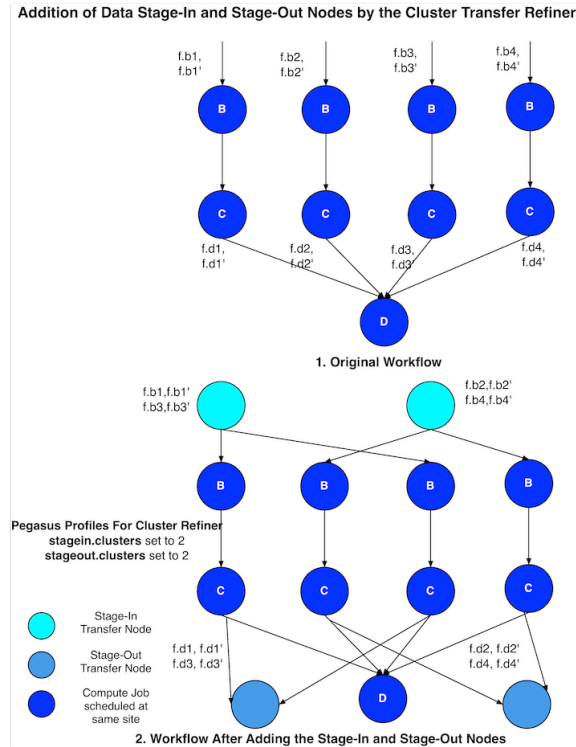 Addition of Data Stage-In and Stage-Out Nodes by the Cluster Transfer Refiner
f.b1,
f.b1'
f.b2,
f.b2'
f.b3,
f.b3'
f.b4,
f.b4'
B
B
B
B
C
C
C
C
f.d1,
f.d1'
f.d2,
f.d2'
f.d3,
f.d3'
f.d4,
f.d4'
D
1. Original Workflow
f.b1,f.b1'
f.b3,f.b3'
f.b2,f.b2'
f.b4,f.b4'
B
B
B
B
Pegasus Profiles For Cluster Refiner
stagein.clusters set to 2
stageout.clusters set to 2
C
C
C
C
Stage-In
Transfer Node
Stage-Out
Transfer Node
Compute Job
scheduled at
same site
f.d1, f.d1'
f.d3, f.d3'
f.d2, f.d2'
f.d4, f.d4'
D
2. Workflow After Adding the Stage-In and Stage-Out Nodes